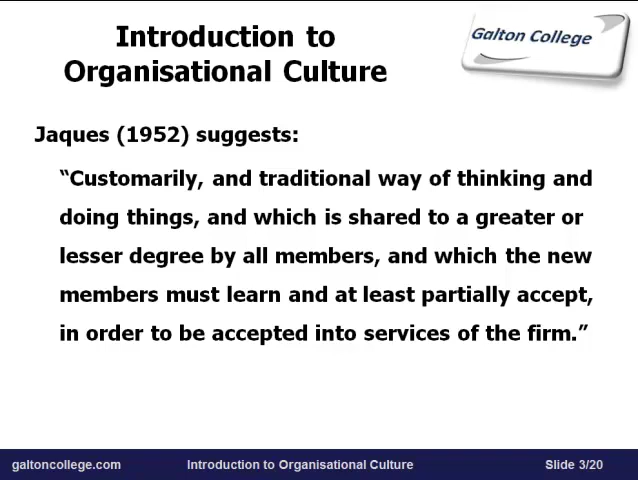 Introduction to
Organisational Culture
Galton College
Jaques (1952) suggests:
“Customarily, and traditional way of thinking and
doing things, and which is shared to a greater or
lesser degree by all members, and which the new
members must learn and at least partially accept,
in order to be accepted into services of the firm.”
galtoncollege.com Introduction to Organisational Culture Slide 3/20